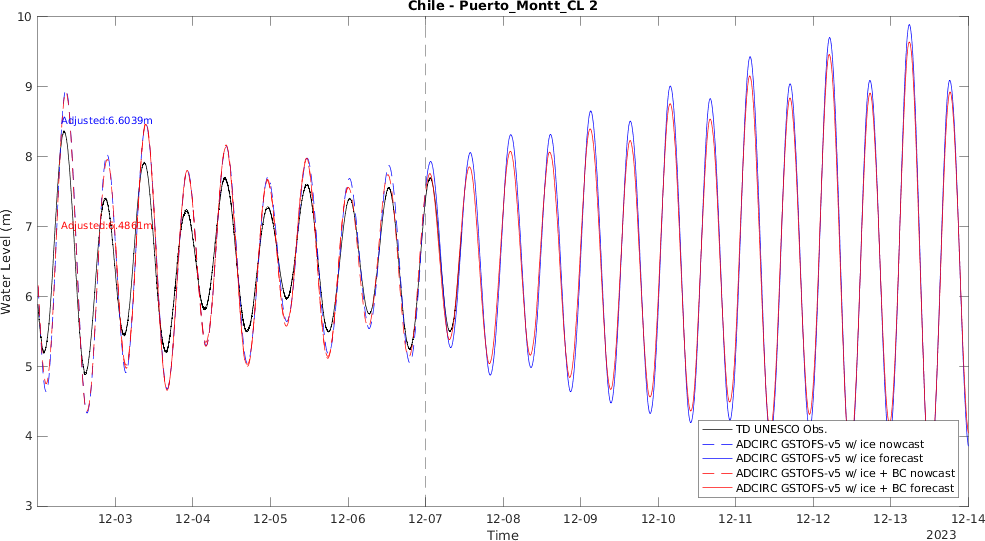 Chile - Puerto_Montt_CL 2
10
9
8
7
6
5
4
3
Water Level (m)
Adjusted:6.6039m
Adjusted:6.4861m
TD UNESCO Obs.
ADCIRC GSTOFS-v5 w/ ice nowcast
ADCIRC GSTOFS-v5 w/ ice forecast
ADCIRC GSTOFS-v5 w/ ice + BC nowcast
ADCIRC GSTOFS-v5 w/ ice + BC forecast
12-03 12-04 12-05 12-06 12-07 12-08 12-09 12-10 12-11 12-12 12-13 12-14
Time
2023